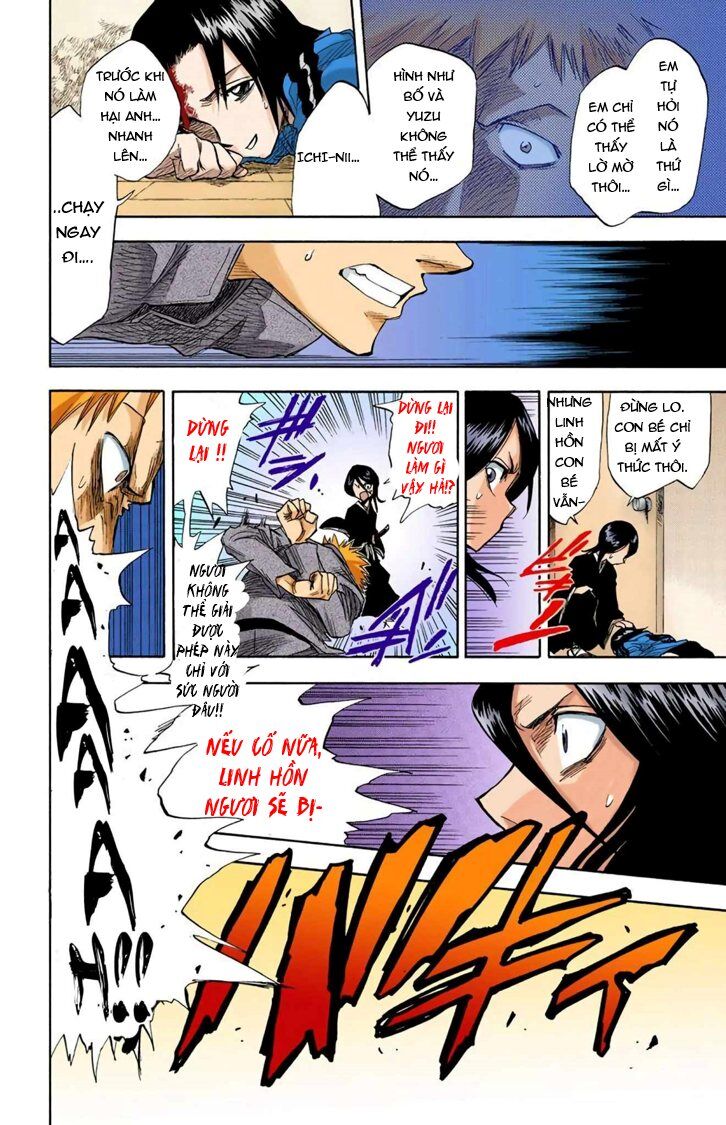 EM
TỰ
HỎI
NÓ
LÀ
THỨ
GÌ...
EM CHỈ
CÓ THỂ
THẤY
LỜ MỜ
THÔI...
HÌNH NHƯ
BỐ VÀ
YUZU
KHÔNG
THỂ THẤY
NÓ...
ICHI-NII...
TRƯỚC KHI
NÓ LÀM
HẠI ANH...
NHANH
LÊN...
..CHẠY
NGAY
ĐI....
ĐỪNG LO.
CON BÉ CHỈ
BỊ MẤT Ý
THỨC THÔI.
NHƯNG
LINH
HỒN
CON
BÉ
VẪN-
DỪNG LẠI
ĐI!!
NGƯƠI
LÀM GÌ
VẬY HẢ!?
DỪNG
LẠI !!
NGƯƠI
KHÔNG
THỂ GIẢI
ĐƯỢC
PHÉP NÀY
CHỈ VỚI
SỨC NGƯỜI
ĐÂU!!
NẾU CỐ NỮA,
LINH HỒN
NGƯƠI SẼ BỊ-
AAAAAAH!!!
バキィ